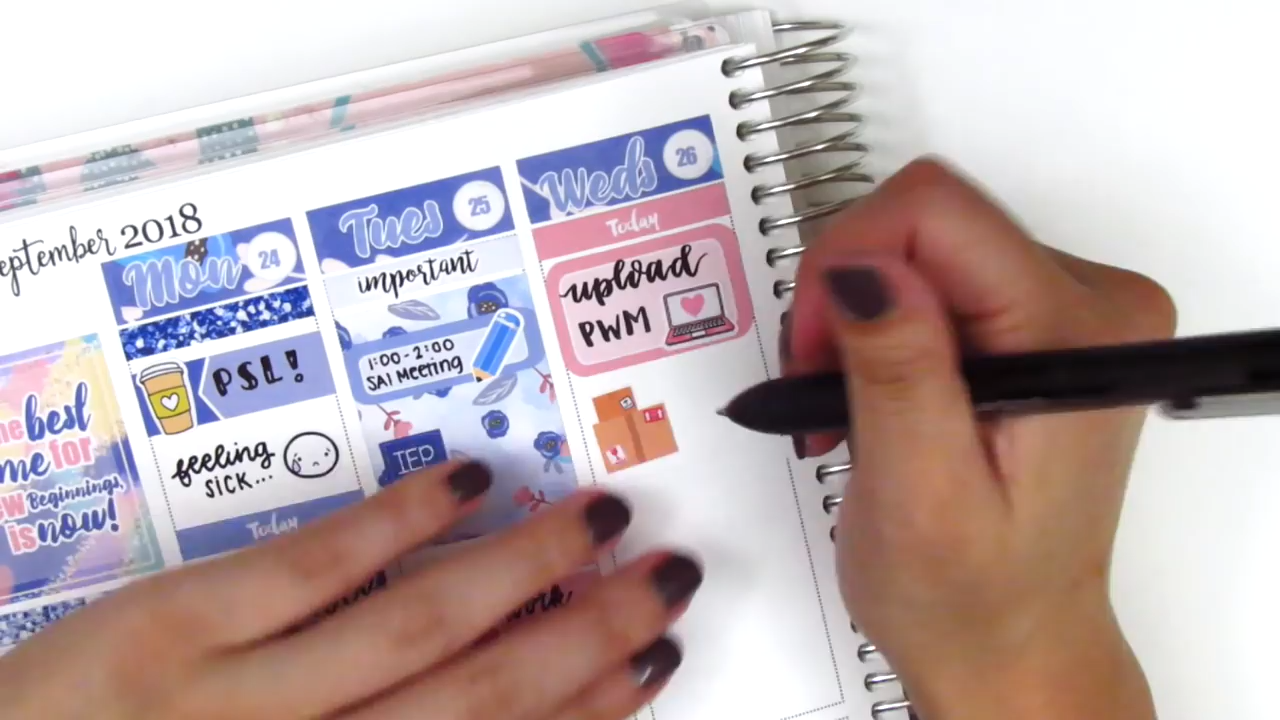 September 2018
Mon 24
PSL!
feeling
SICK...
Today
Tues 25
important
1:00-2:00
SAI Meeting
IEP
Weds 26
Today
upload
PWM
best
me for
Beginnings,
is now!
work